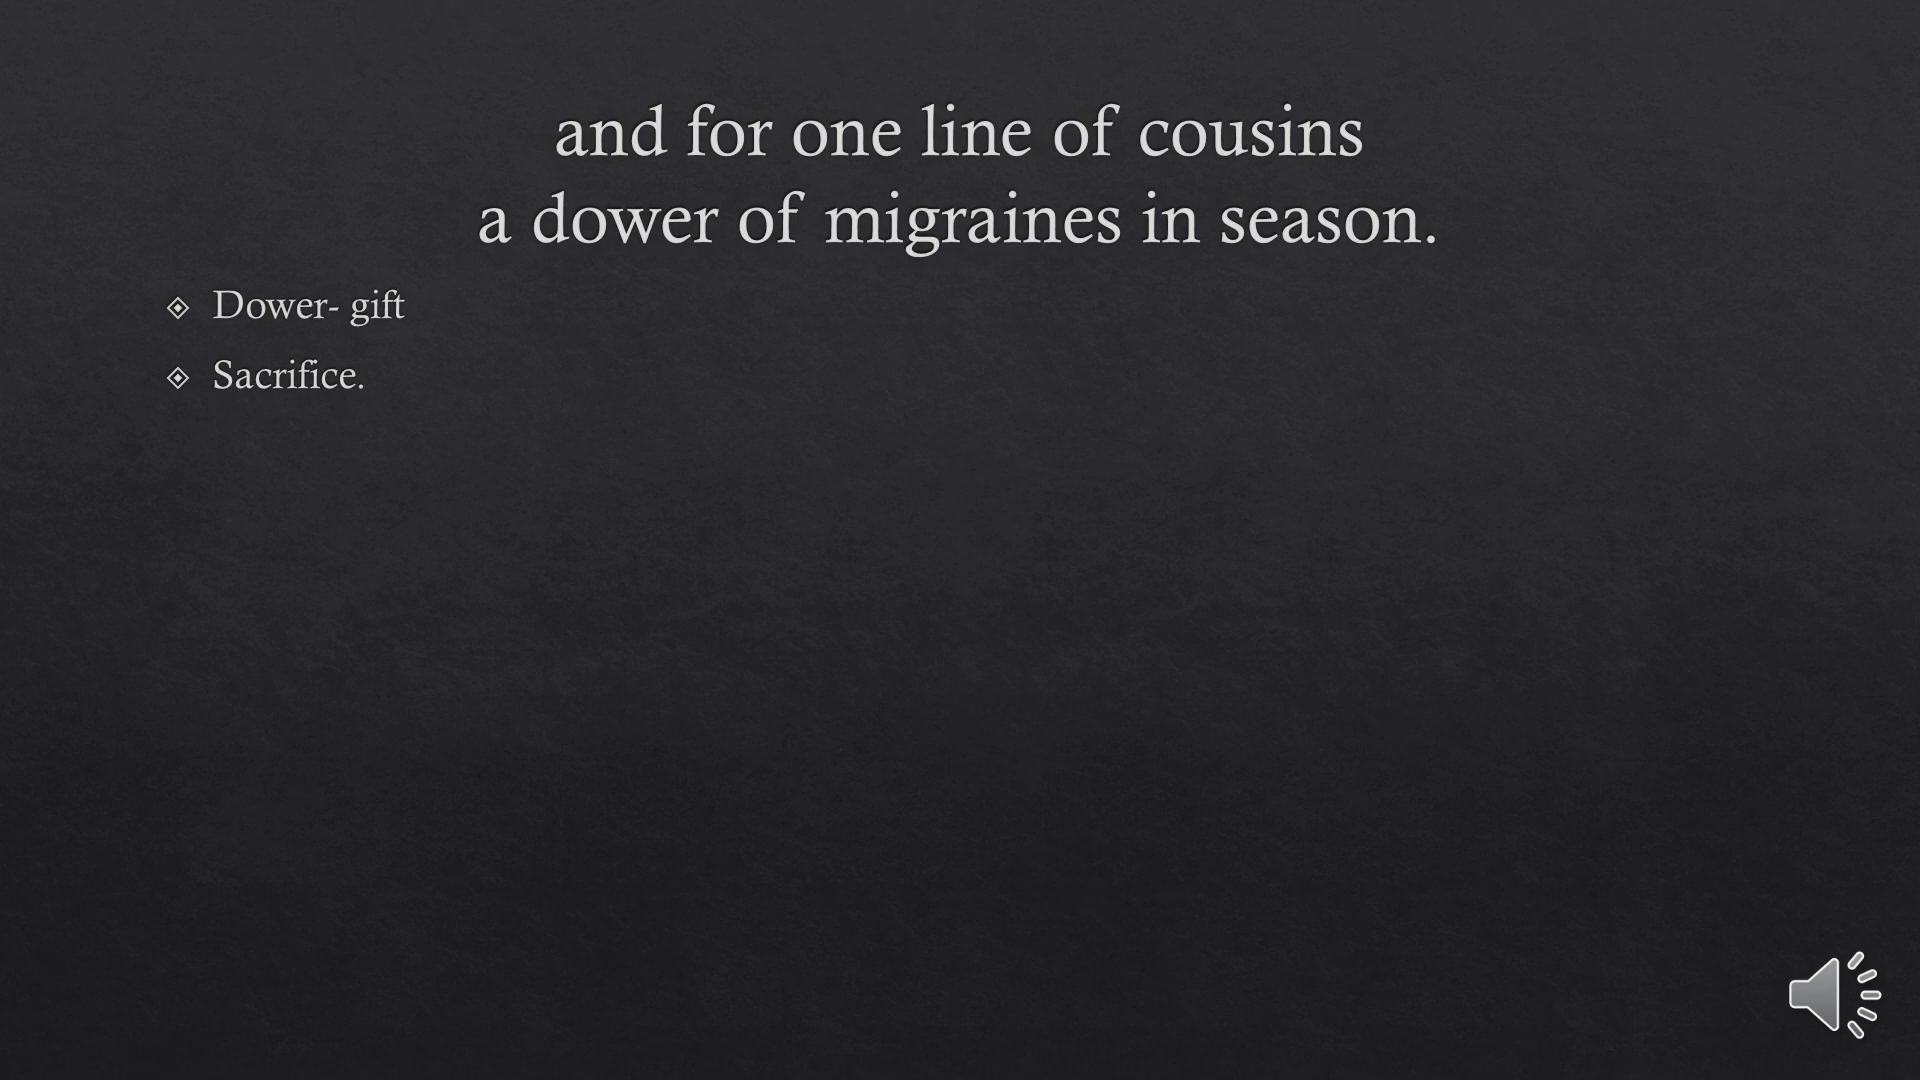 and for one line of cousins
a dower of migraines in season.
Dower- gift
Sacrifice.